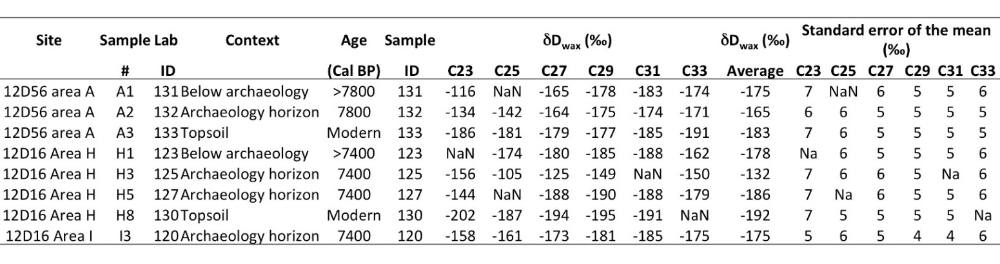 Site Sample Lab Context Age Sample δDwax (‰) δDwax (‰) Standard error of the mean (‰)
# ID (Cal BP) ID C23 C25 C27 C29 C31 C33 Average C23 C25 C27 C29 C31 C33
12D56 area A A1 131 Below archaeology >7800 131 -116 NaN -165 -178 -183 -174 -175 7 NaN 6 5 5 6
12D56 area A A2 132 Archaeology horizon 7800 132 -134 -142 -164 -175 -174 -171 -165 6 6 5 5 5 5
12D56 area A A3 133 Topsoil Modern 133 -186 -181 -179 -177 -185 -191 -183 7 6 5 5 5 5
12D16 Area H H1 123 Below archaeology >7400 123 NaN -174 -180 -185 -188 -162 -178 Na 6 5 5 5 6
12D16 Area H H3 125 Archaeology horizon 7400 125 -156 -105 -125 -149 NaN -150 -132 7 6 6 5 Na 6
12D16 Area H H5 127 Archaeology horizon 7400 127 -144 NaN -188 -190 -188 -179 -186 7 Na 6 5 5 6
12D16 Area H H8 130 Topsoil Modern 130 -202 -187 -194 -195 -191 NaN -192 7 5 5 5 5 Na
12D16 Area I I3 120 Archaeology horizon 7400 120 -158 -161 -173 -181 -185 -175 -175 5 6 5 4 4 6